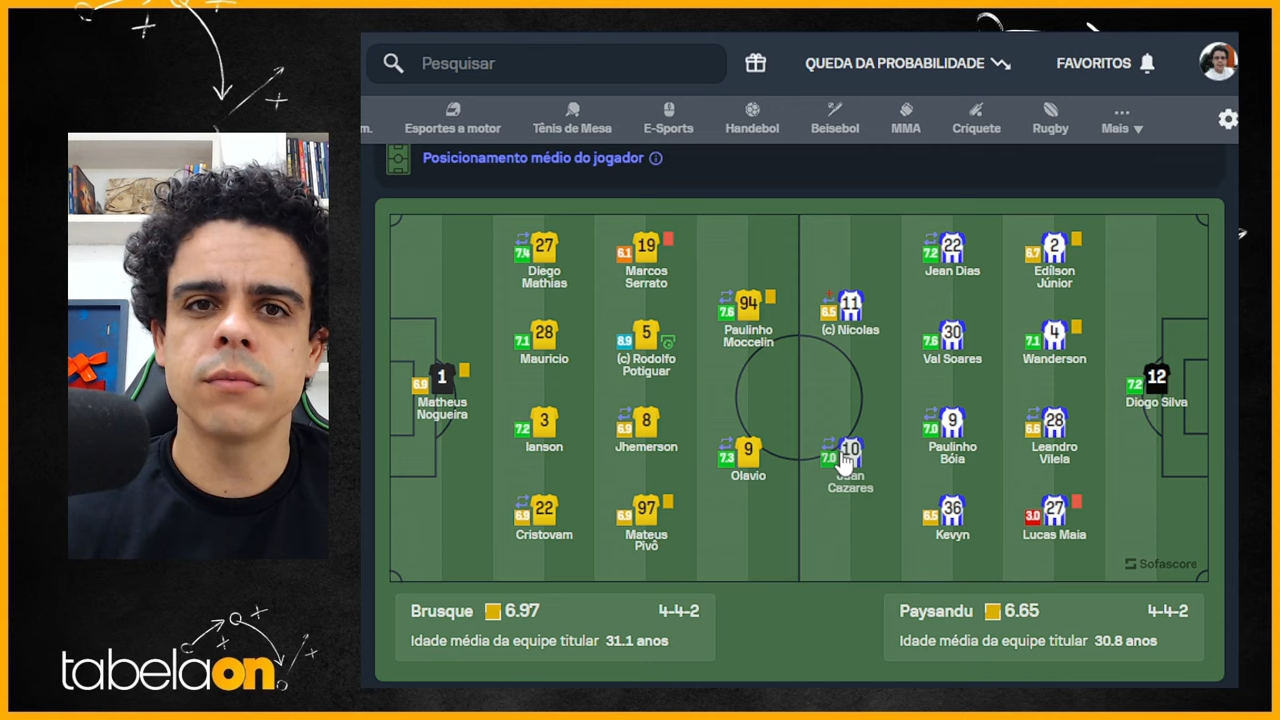 Pesquisar
QUEDA DA PROBABILIDADE
FAVORITOS
m.
Esportes a motor
Tênis de Mesa
E-Sports
Handebol
Beisebol
MMA
Críquete
Rugby
Mais ▼
Posicionamento médio do jogador
27
7.4
Diego
Mathias
19
6.1
Marcos
Serrato
22
7.2
Jean Dias
2
6.7
Edílson
Júnior
94
7.6
Paulinho
Moccelin
11
6.5
(c) Nicolas
28
7.1
Mauricio
5
8.9
(c) Rodolfo
Potiguar
30
7.6
Val Soares
4
7.1
Wanderson
1
6.9
Matheus
Nogueira
12
7.2
Diogo Silva
3
7.2
Ianson
8
6.9
Jhemerson
9
7.3
Olavio
10
7.0
Juan
Cazares
9
7.0
Paulinho
Bóia
28
6.6
Leandro
Vilela
22
6.9
Cristovam
97
6.9
Mateus
Pivô
36
6.5
Kevyn
27
3.0
Lucas Maia
Sofascore
Brusque 6.97 4-4-2
Idade média da equipe titular 31.1 anos
Paysandu 6.65 4-4-2
Idade média da equipe titular 30.8 anos
tabelaon